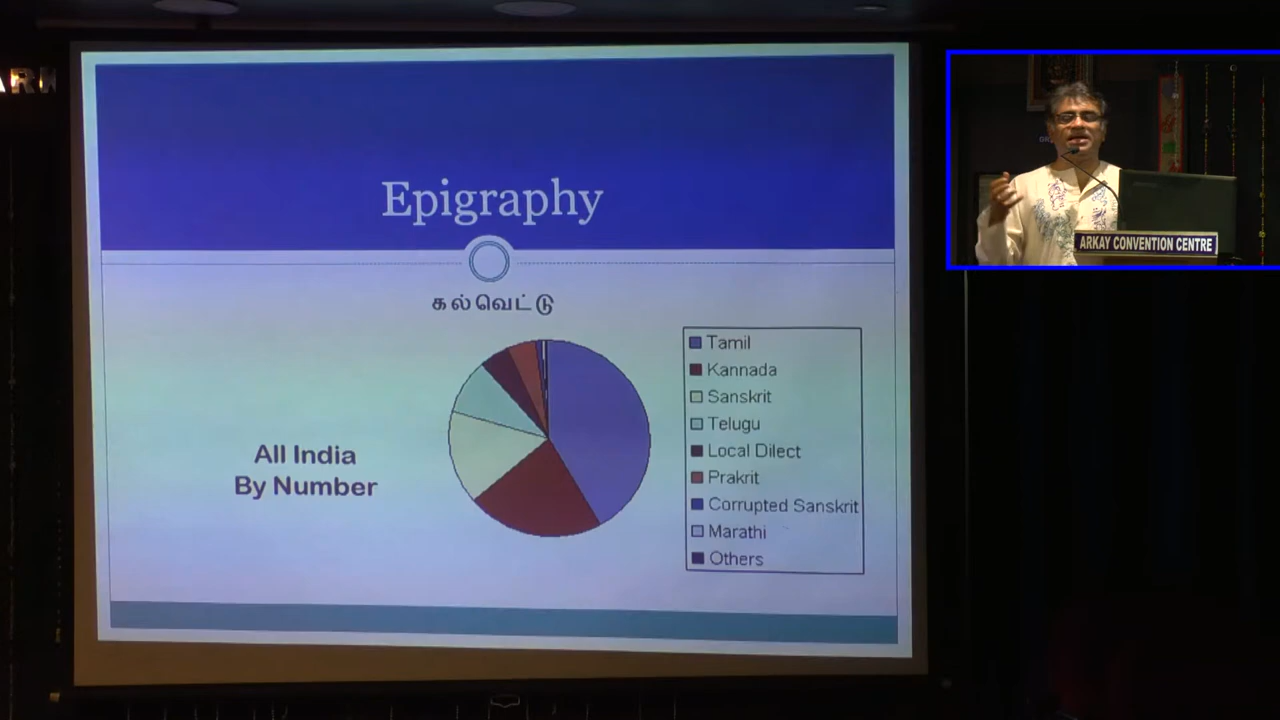 Epigraphy
கல்வெட்டு
All India
By Number
Tamil
Kannada
Sanskrit
Telugu
Local Dilect
Prakrit
Corrupted Sanskrit
Marathi
Others
ARKAY CONVENTION CENTRE